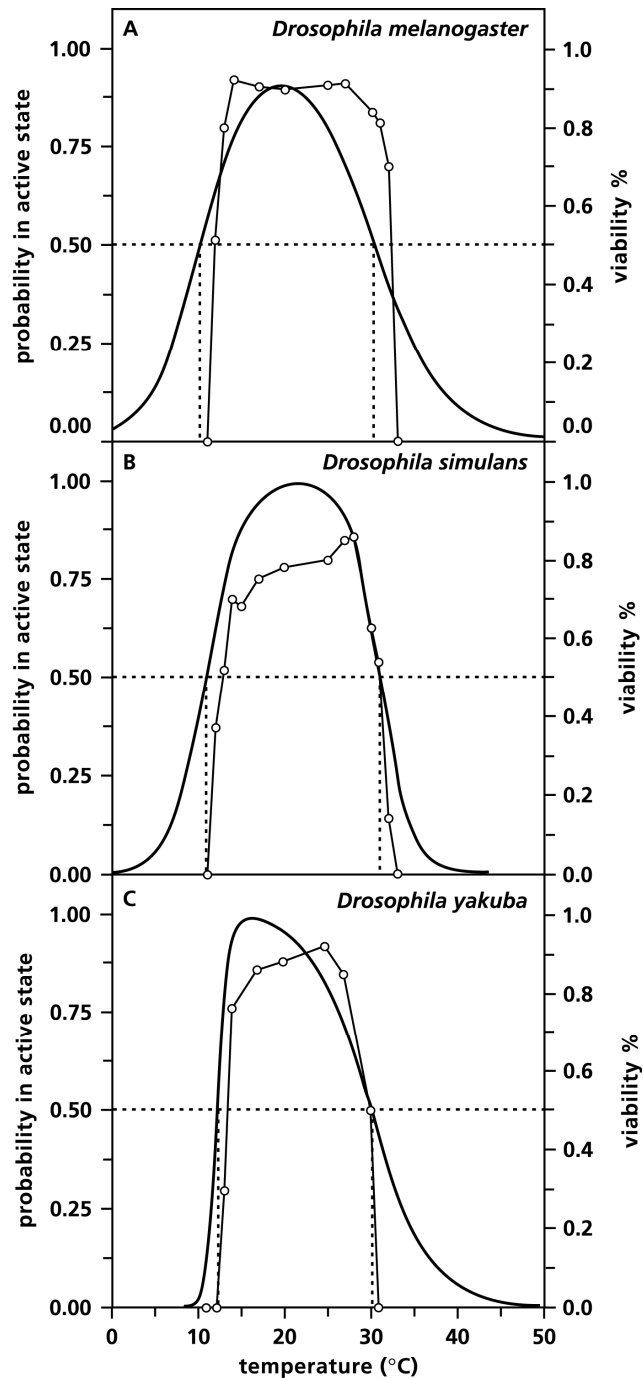 A
Drosophila melanogaster
1.00
0.75
0.50
0.25
0.00
probability in active state
1.0
0.8
0.6
0.4
0.2
0.0
viability %
B
Drosophila simulans
1.00
0.75
0.50
0.25
0.00
probability in active state
1.0
0.8
0.6
0.4
0.2
0.0
viability %
C
Drosophila yakuba
1.00
0.75
0.50
0.25
0.00
probability in active state
1.0
0.8
0.6
0.4
0.2
0.0
viability %
0 10 20 30 40 50
temperature (°C)